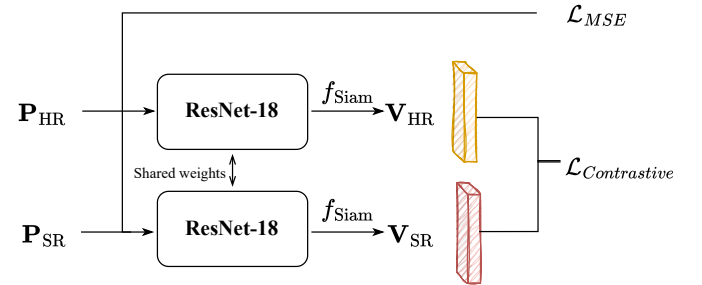 L_MSE
P_HR ResNet-18 f_Siam V_HR
Shared weights
L_Contrastive
P_SR ResNet-18 f_Siam V_SR